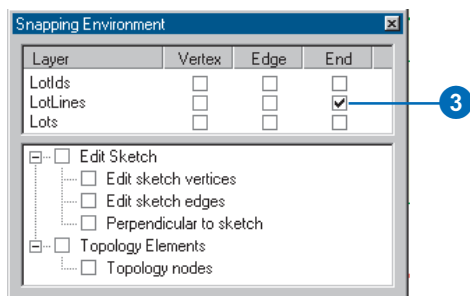 Snapping Environment
Layer Vertex Edge End
LotIds
LotLines
3
Lots
Edit Sketch
Edit sketch vertices
Edit sketch edges
Perpendicular to sketch
Topology Elements
Topology nodes